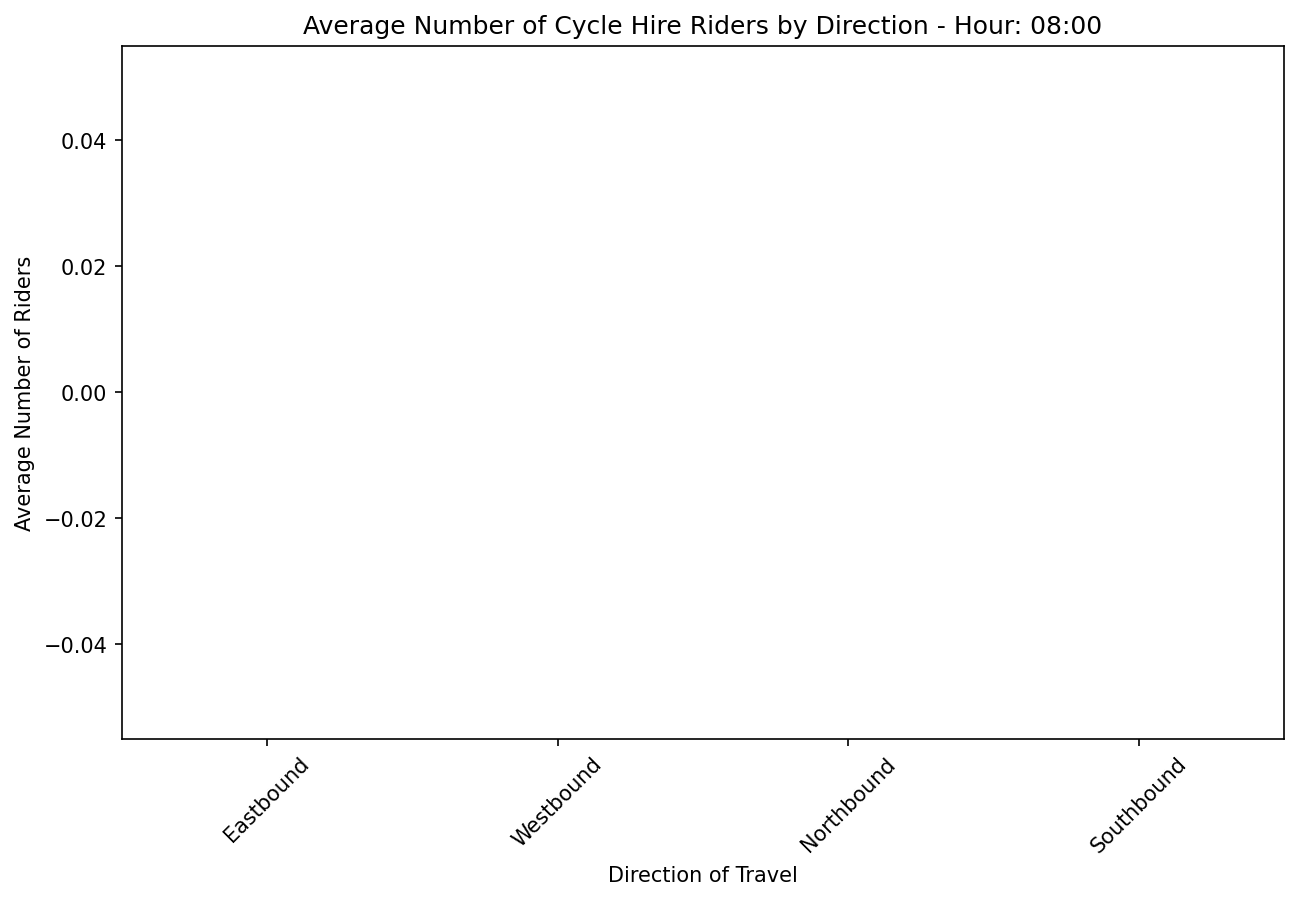 Average Number of Cycle Hire Riders by Direction - Hour: 08:00
Average Number of Riders
0.04
0.02
0.00
−0.02
−0.04
Eastbound
Westbound
Northbound
Southbound
Direction of Travel